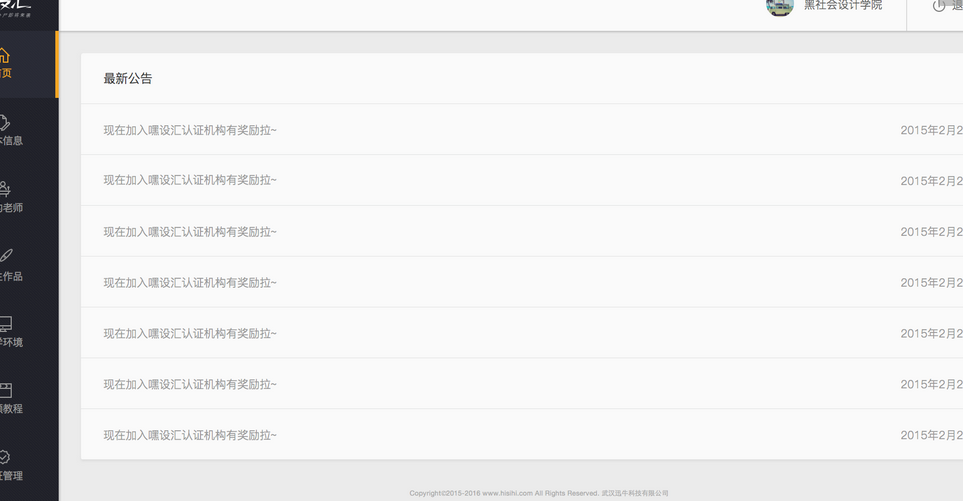 黑社会设计学院
页
最新公告
现在加入嘿设汇认证机构有奖励拉~ 2015年2月2
现在加入嘿设汇认证机构有奖励拉~ 2015年2月2
现在加入嘿设汇认证机构有奖励拉~ 2015年2月2
现在加入嘿设汇认证机构有奖励拉~ 2015年2月2
现在加入嘿设汇认证机构有奖励拉~ 2015年2月2
现在加入嘿设汇认证机构有奖励拉~ 2015年2月2
现在加入嘿设汇认证机构有奖励拉~ 2015年2月2
信息
老师
作品
环境
教程
管理
Copyright©2015-2016 www.hisihi.com All Rights Reserved. 武汉迅牛科技有限公司